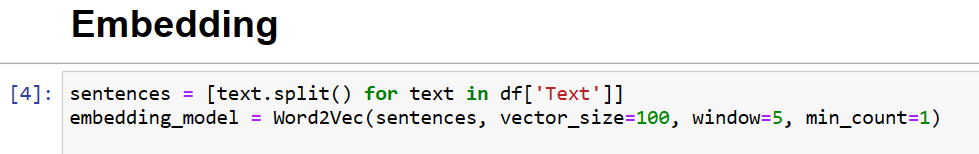 Embedding
[4]: sentences = [text.split() for text in df['Text']]
embedding_model = Word2Vec(sentences, vector_size=100, window=5, min_count=1)